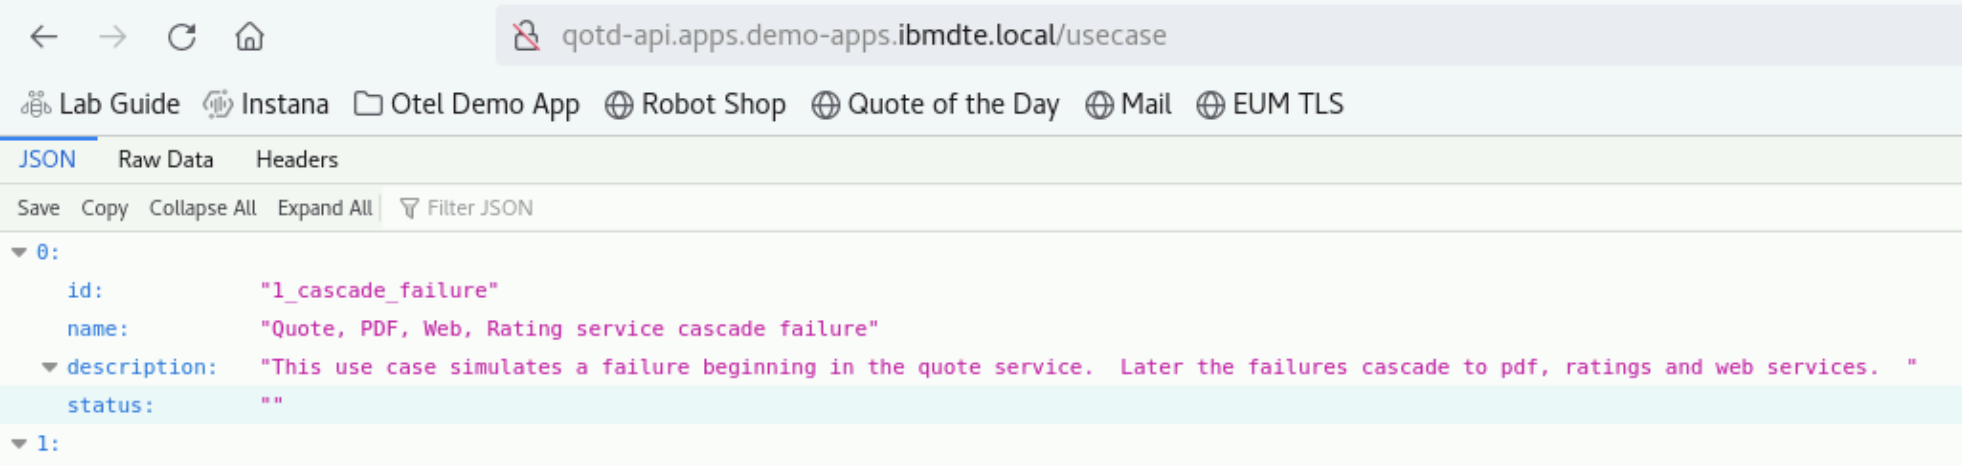 qotd-api.apps.demo-apps.ibmdte.local/usecase
Lab Guide Instana Otel Demo App Robot Shop Quote of the Day Mail EUM TLS
JSON Raw Data Headers
Save Copy Collapse All Expand All Filter JSON
0:
id: "1_cascade_failure"
name: "Quote, PDF, Web, Rating service cascade failure"
description: "This use case simulates a failure beginning in the quote service.  Later the failures cascade to pdf, ratings and web services.  "
status: ""
1: